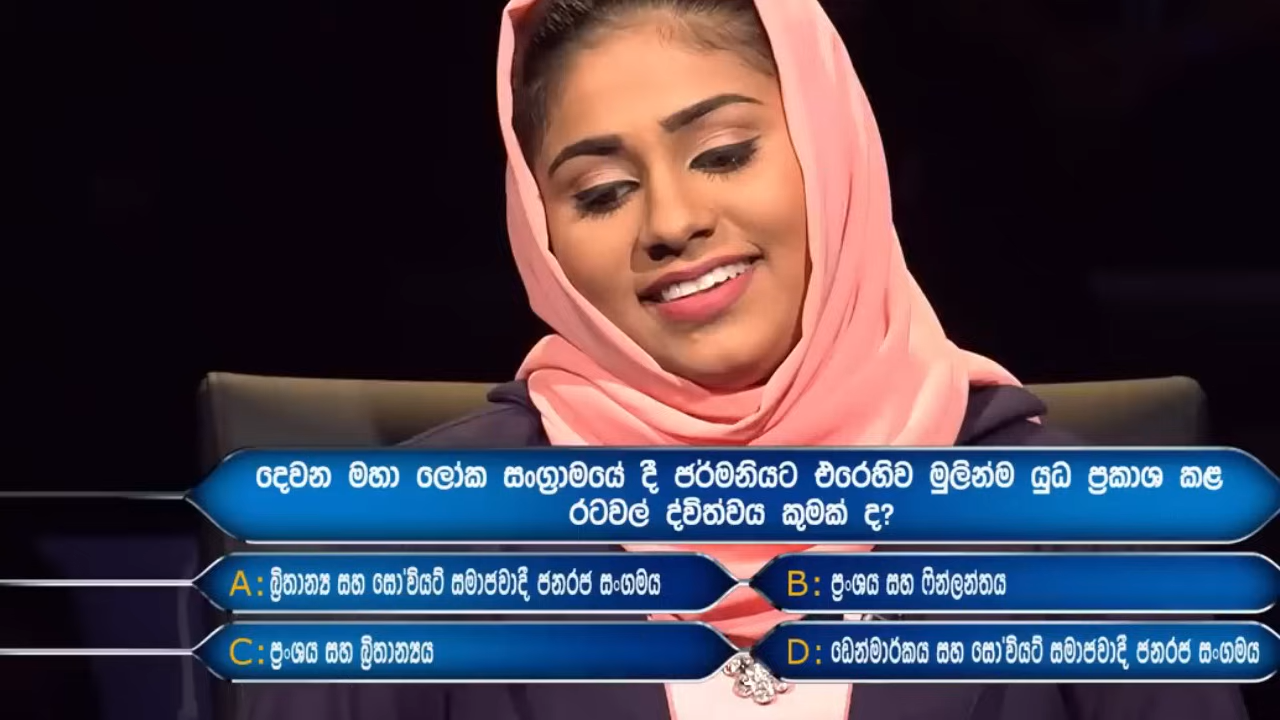 දෙවන මහා ලෝක සංග්‍රාමයේ දී ජර්මනියට එරෙහිව මුලින්ම යුධ ප්‍රකාශ කළ
රටවල් ද්විත්වය කුමක් ද?
A: බ්‍රිතාන්‍ය සහ සෝ'වියට් සමාජවාදී ජනරජ සංගමය
B: ප්‍රංශය සහ ෆින්ලන්තය
C: ප්‍රංශය සහ බ්‍රිතාන්‍යය
D: ඩෙන්මාර්කය සහ සෝ'වියට් සමාජවාදී ජනරජ සංගමය